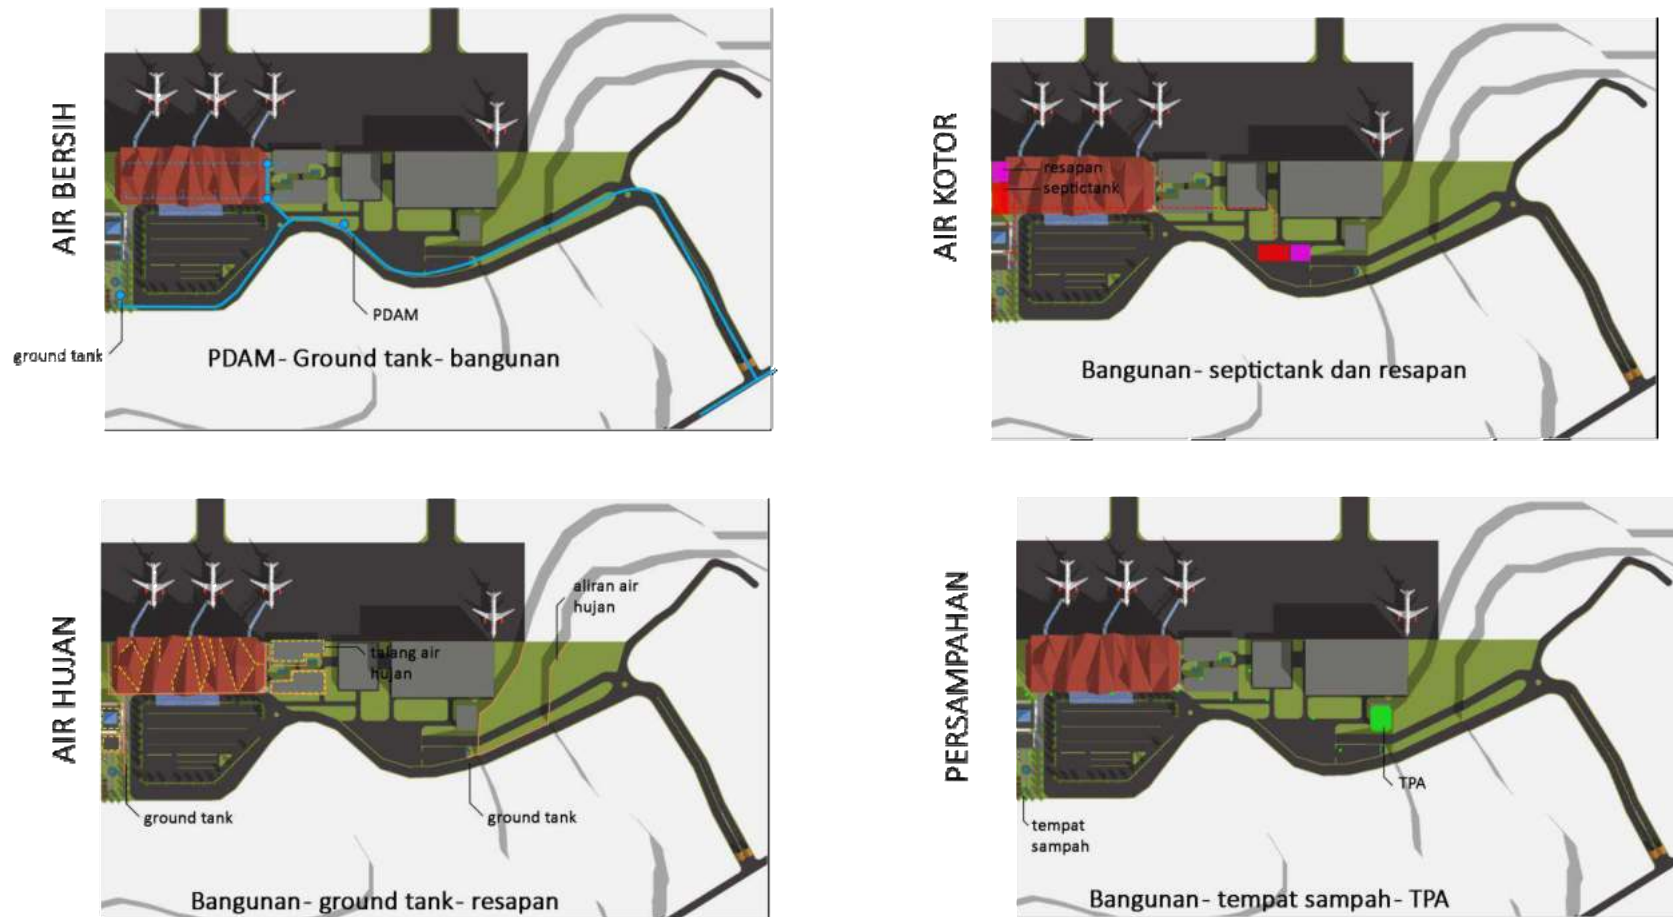 AIR BERSIH
PDAM
ground tank
PDAM- Ground tank- bangunan
AIR KOTOR
resapan
septictank
Bangunan- septictank dan resapan
AIR HUJAN
aliran air
hujan
talang air
hujan
ground tank
ground tank
Bangunan- ground tank- resapan
PERSAMPAHAN
TPA
tempat
sampah
Bangunan- tempat sampah- TPA